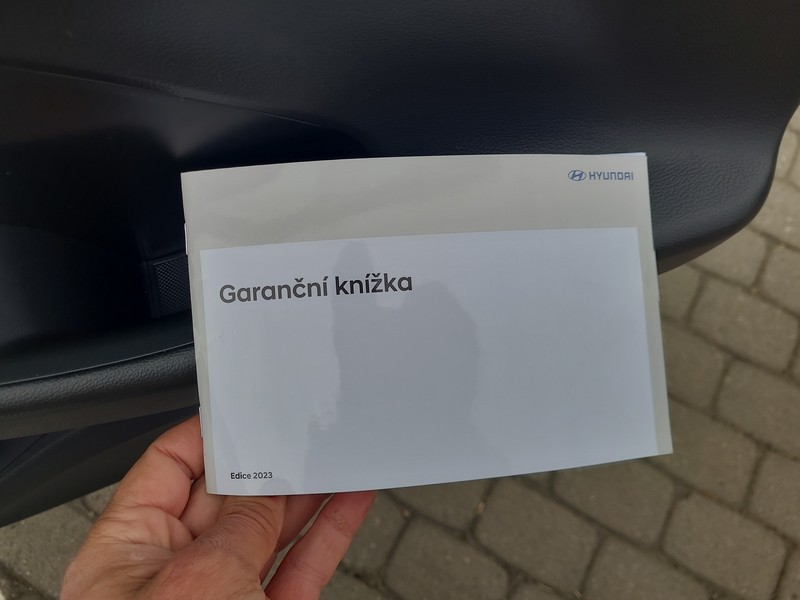 HYUNDAI
Garanční knížka
Edice 2023